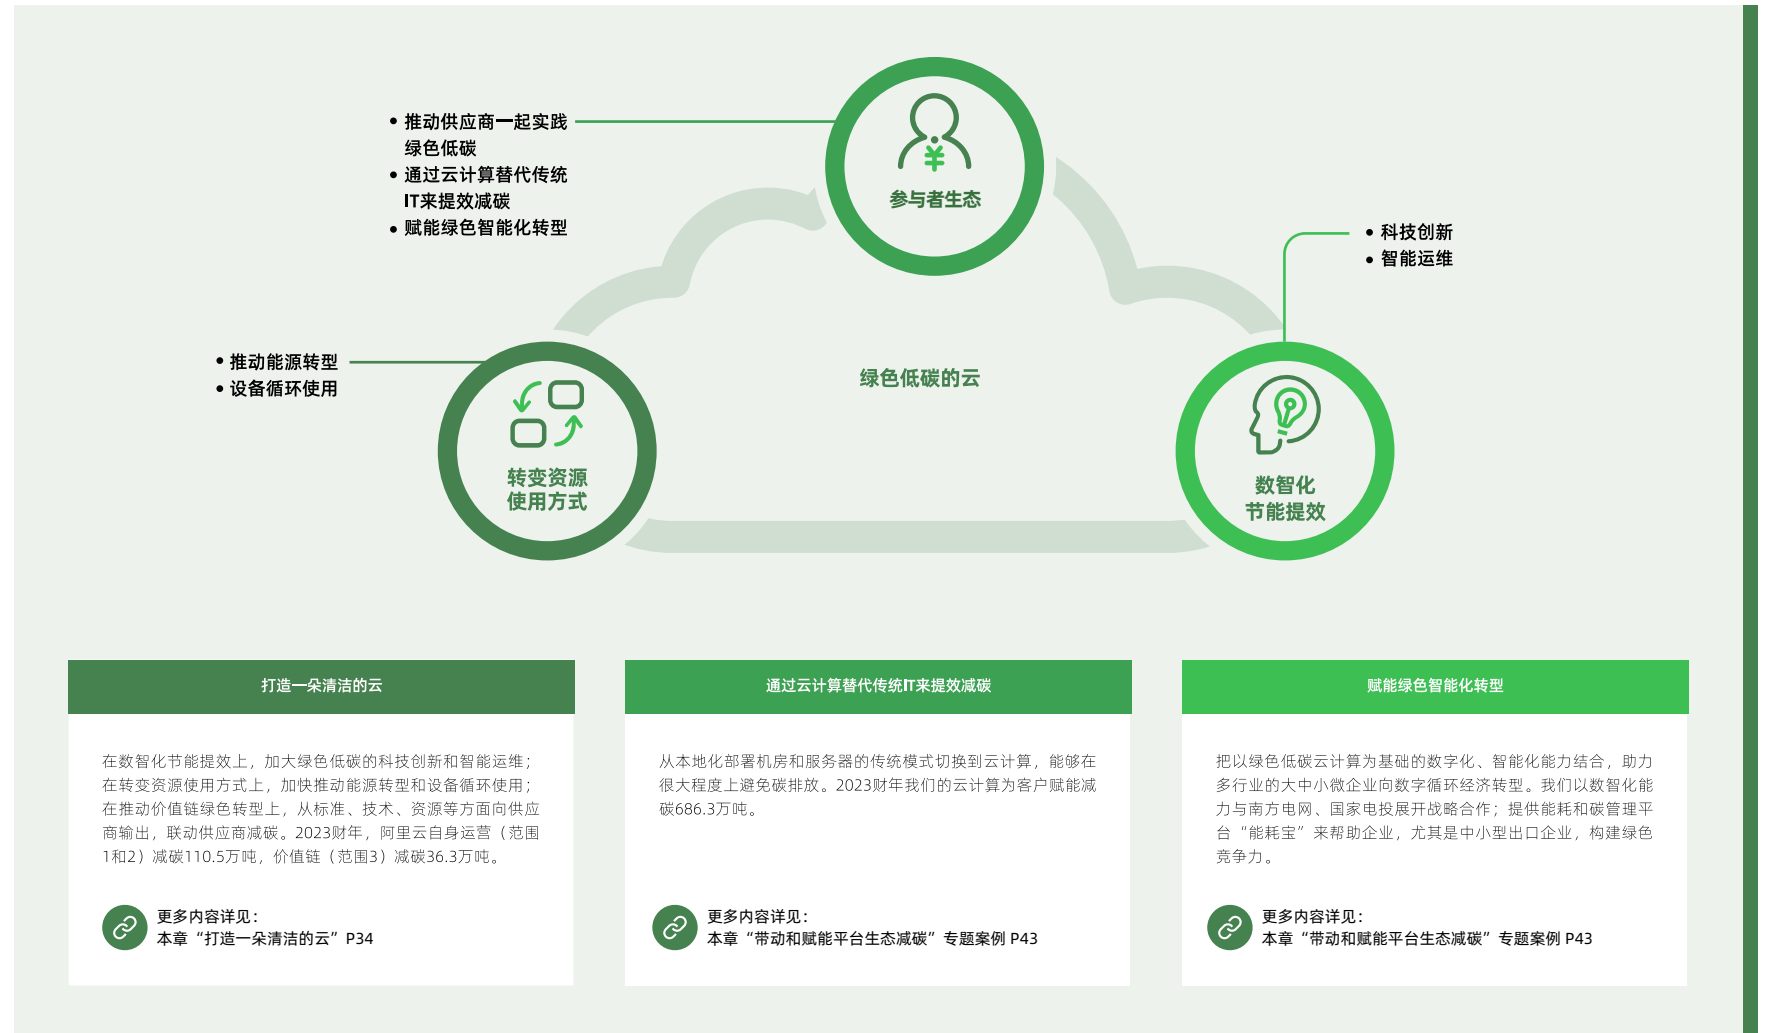 • 推动供应商一起实践
绿色低碳
• 通过云计算替代传统
IT来提效减碳
• 赋能绿色智能化转型
参与者生态
• 科技创新
• 智能运维
• 推动能源转型
• 设备循环使用
绿色低碳的云
转变资源
使用方式
数智化
节能提效
打造一朵清洁的云
在数智化节能提效上，加大绿色低碳的科技创新和智能运维；
在转变资源使用方式上，加快推动能源转型和设备循环使用；
在推动价值链绿色转型上，从标准、技术、资源等方面向供应
商输出，联动供应商减碳。2023财年，阿里云自身运营（范围
1和2）减碳110.5万吨，价值链（范围3）减碳36.3万吨。
更多内容详见：
本章“打造一朵清洁的云”P34
通过云计算替代传统IT来提效减碳
从本地化部署机房和服务器的传统模式切换到云计算，能够在
很大程度上避免碳排放。2023财年我们的云计算为客户赋能减
碳686.3万吨。
更多内容详见：
本章“带动和赋能平台生态减碳”专题案例 P43
赋能绿色智能化转型
把以绿色低碳云计算为基础的数字化、智能化能力结合，助力
多行业的大中小微企业向数字循环经济转型。我们以数智化能
力与南方电网、国家电投展开战略合作；提供能耗和碳管理平
台“能耗宝”来帮助企业，尤其是中小型出口企业，构建绿色
竞争力。
更多内容详见：
本章“带动和赋能平台生态减碳”专题案例 P43